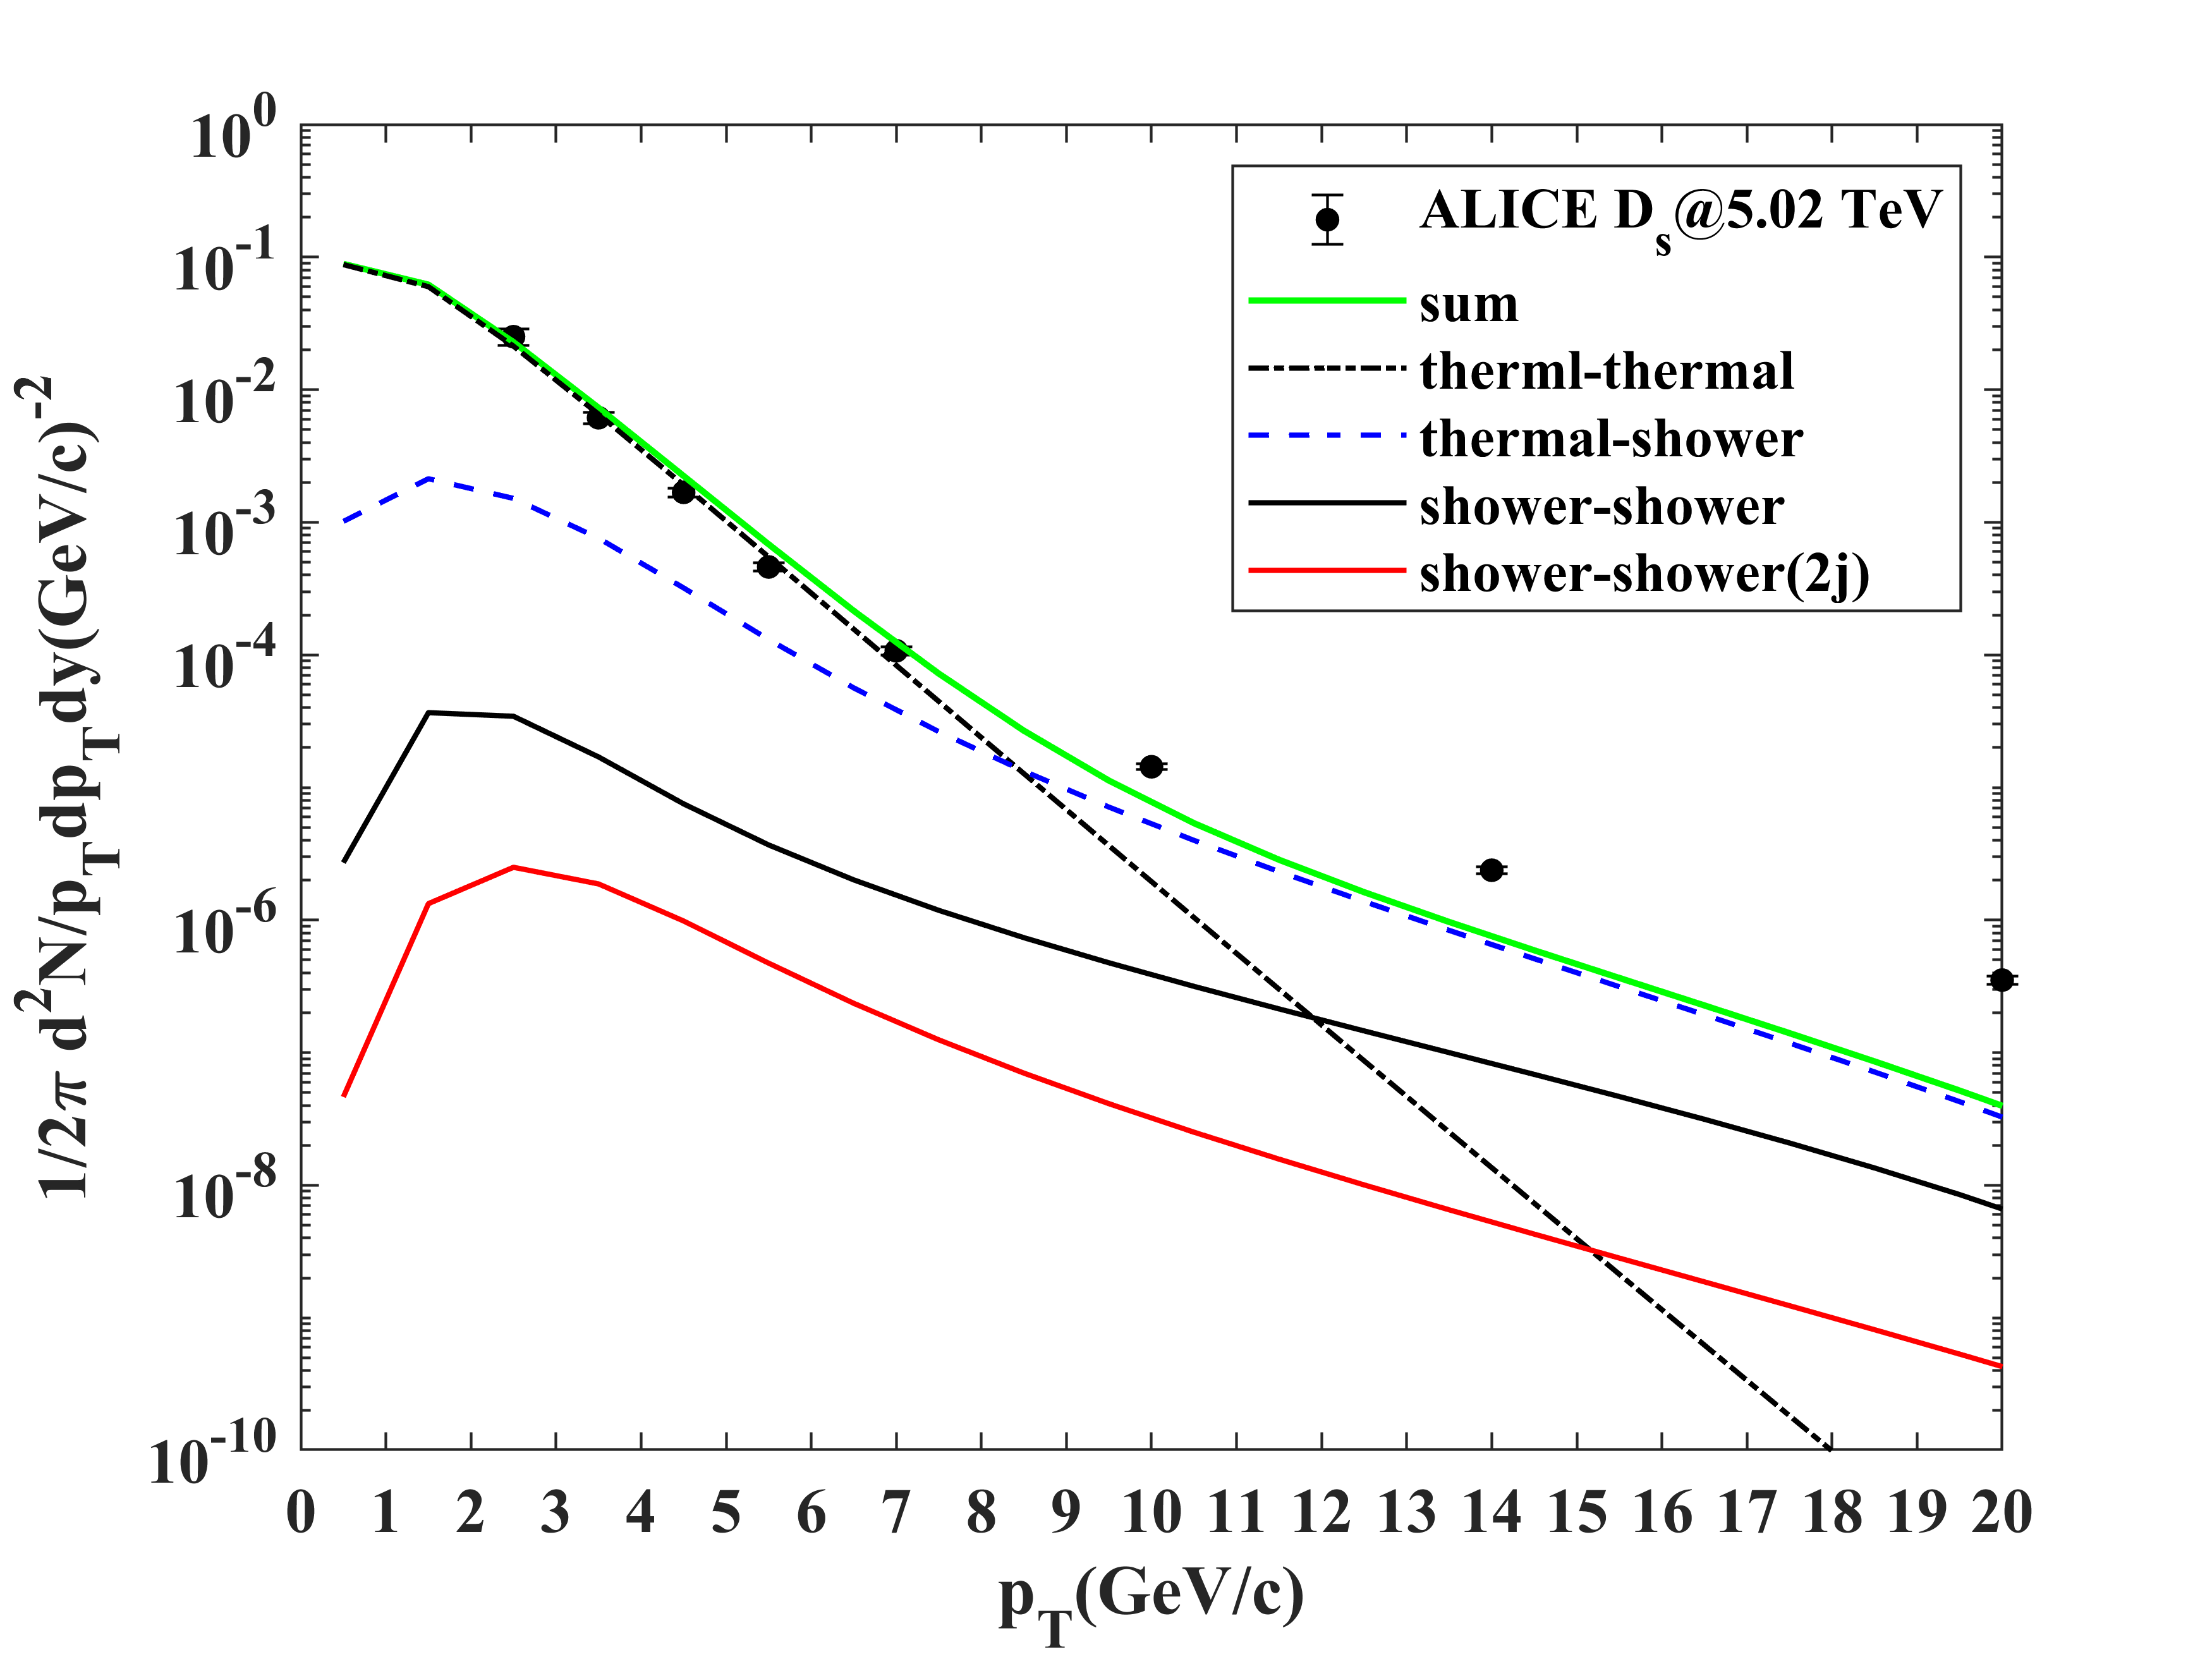 10^0
10^-1
10^-2
10^-3
10^-4
10^-6
10^-8
10^-10
1/2π d^2N/p_Tdp_Tdy(GeV/c)^-2
ALICE D_s@5.02 TeV
sum
therml-thermal
thermal-shower
shower-shower
shower-shower(2j)
0 1 2 3 4 5 6 7 8 9 10 11 12 13 14 15 16 17 18 19 20
p_T(GeV/c)